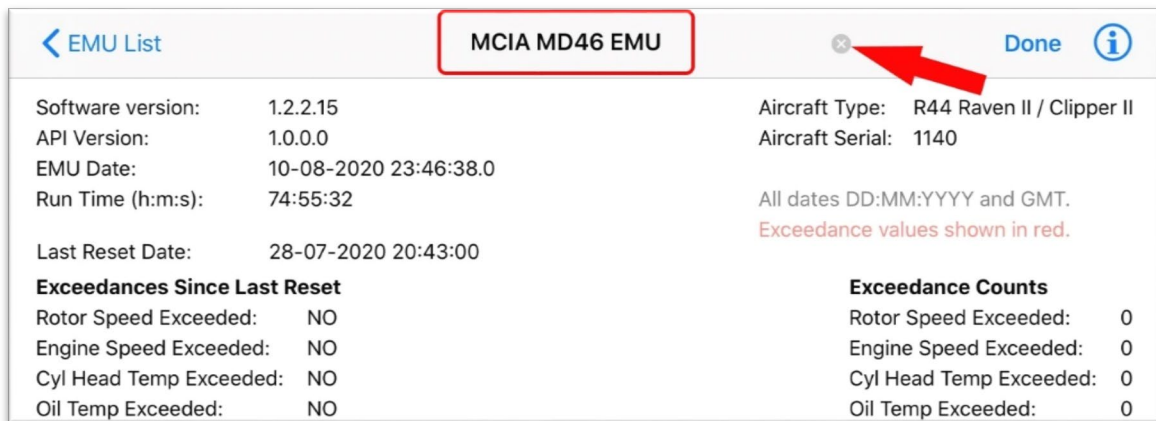 EMU List MCIA MD46 EMU Done
Software version: 1.2.2.15 Aircraft Type: R44 Raven II / Clipper II
API Version: 1.0.0.0 Aircraft Serial: 1140
EMU Date: 10-08-2020 23:46:38.0
Run Time (h:m:s): 74:55:32 All dates DD:MM:YYYY and GMT.
Exceedance values shown in red.
Last Reset Date: 28-07-2020 20:43:00
Exceedances Since Last Reset Exceedance Counts
Rotor Speed Exceeded: NO Rotor Speed Exceeded: 0
Engine Speed Exceeded: NO Engine Speed Exceeded: 0
Cyl Head Temp Exceeded: NO Cyl Head Temp Exceeded: 0
Oil Temp Exceeded: NO Oil Temp Exceeded: 0